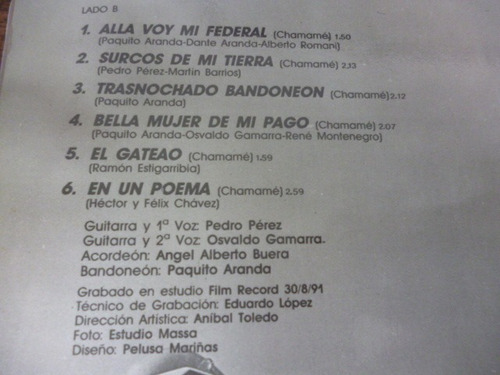 LADO B
1. ALLA VOY MI FEDERAL (Chamamé) 1.50
(Paquito Aranda-Dante Aranda-Alberto Romani)
2. SURCOS DE MI TIERRA (Chamamé) 2.13
(Pedro Pérez-Martín Barrios)
3. TRASNOCHADO BANDONEON (Chamamé) 2.12
(Paquito Aranda)
4. BELLA MUJER DE MI PAGO (Chamamé) 2.07
(Paquito Aranda-Osvaldo Gamarra-René Montenegro)
5. EL GATEAO (Chamamé) 1.59
(Ramón Estigarribia)
6. EN UN POEMA (Chamamé) 2.59
(Héctor y Félix Chávez)
Guitarra y 1ª Voz: Pedro Pérez
Guitarra y 2ª Voz: Osvaldo Gamarra.
Acordeón: Angel Alberto Buera
Bandoneón: Paquito Aranda
Grabado en estudio Film Record 30/8/91
Técnico de Grabación: Eduardo López
Dirección Artística: Aníbal Toledo
Foto: Estudio Massa
Diseño: Pelusa Mariñas